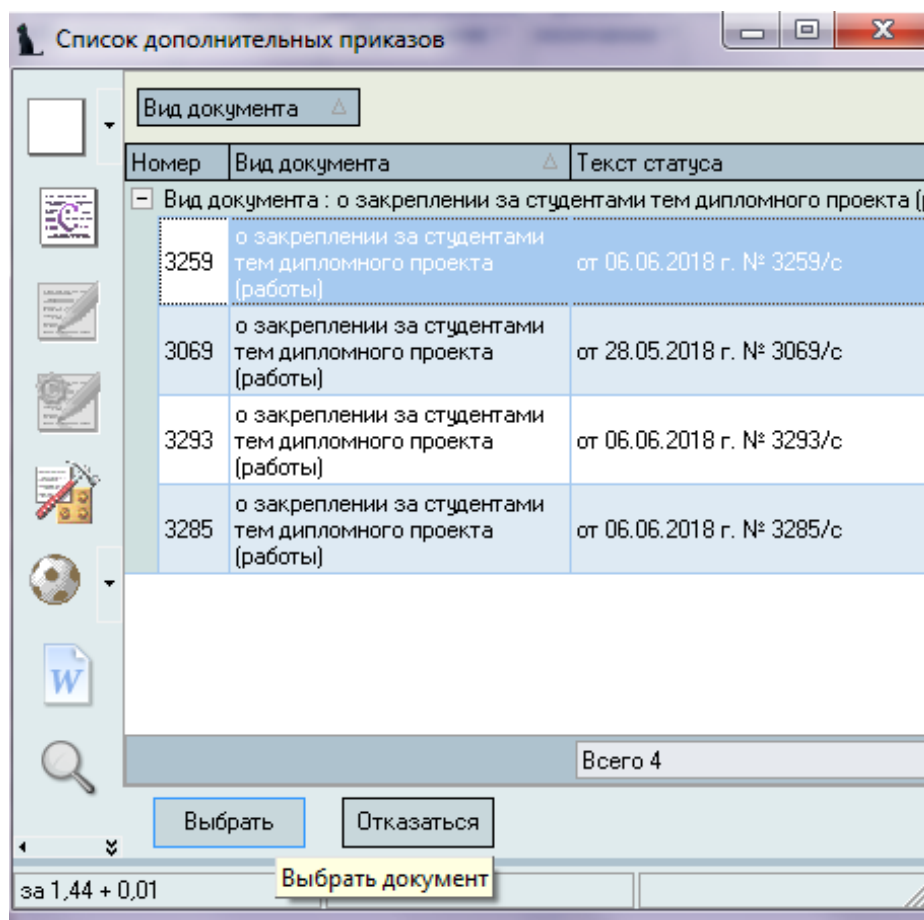 Список дополнительных приказов
Вид документа
Номер Вид документа Текст статуса
Вид документа : о закреплении за студентами тем дипломного проекта (
о закреплении за студентами
3259 тем дипломного проекта от 06.06.2018 г. № 3259/с
(работы)
о закреплении за студентами
3069 тем дипломного проекта от 28.05.2018 г. № 3069/с
(работы)
о закреплении за студентами
3293 тем дипломного проекта от 06.06.2018 г. № 3293/с
(работы)
о закреплении за студентами
3285 тем дипломного проекта от 06.06.2018 г. № 3285/с
(работы)
Всего 4
Выбрать Отказаться
Выбрать документ
за 1,44 + 0,01